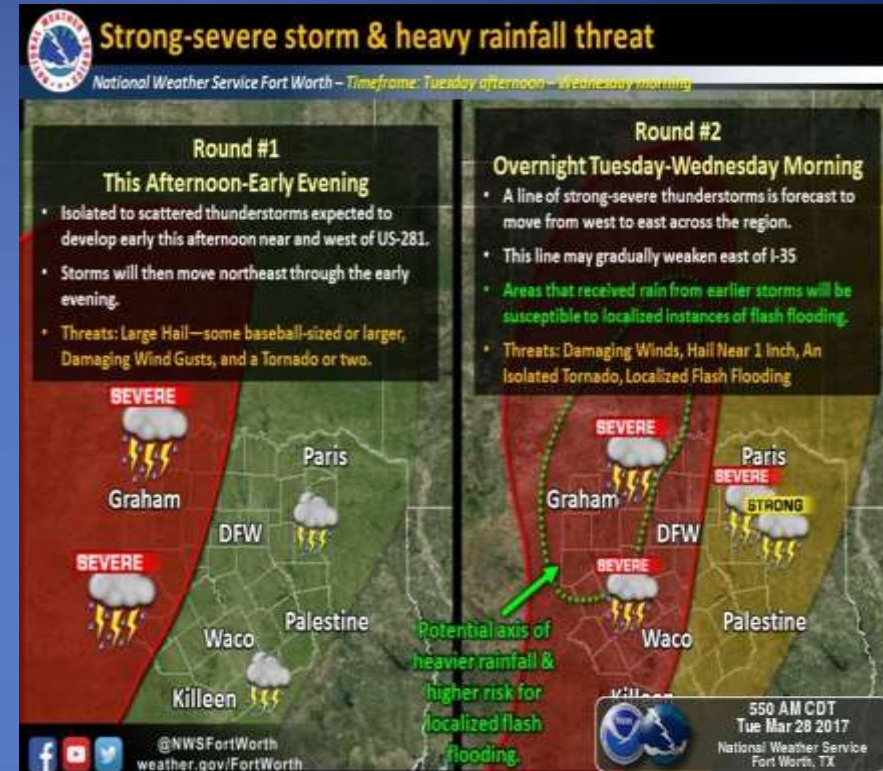 Strong-severe storm & heavy rainfall threat
National Weather Service Fort Worth – Timeframe: Tuesday afternoon – Wednesday morning
Round #1
This Afternoon-Early Evening
• Isolated to scattered thunderstorms expected to
develop early this afternoon near and west of US-281.
• Storms will then move northeast through the early
evening.
• Threats: Large Hail—some baseball-sized or larger,
Damaging Wind Gusts, and a Tornado or two.
SEVERE
Paris
Graham
DFW
SEVERE
Palestine
Waco
Killeen
@NWSFortWorth
weather.gov/FortWorth
Round #2
Overnight Tuesday-Wednesday Morning
• A line of strong-severe thunderstorms is forecast to
move from west to east across the region.
• This line may gradually weaken east of I-35
• Areas that received rain from earlier storms will be
susceptible to localized instances of flash flooding.
• Threats: Damaging Winds, Hail Near 1 Inch, An
Isolated Tornado, Localized Flash Flooding
SEVERE
Paris
SEVERE
Graham
STRONG
DFW
SEVERE
Palestine
Waco
Potential axis of
heavier rainfall &
higher risk for
localized flash
flooding.
Killeen
550 AM CDT
Tue Mar 28 2017
National Weather Service
Fort Worth, TX